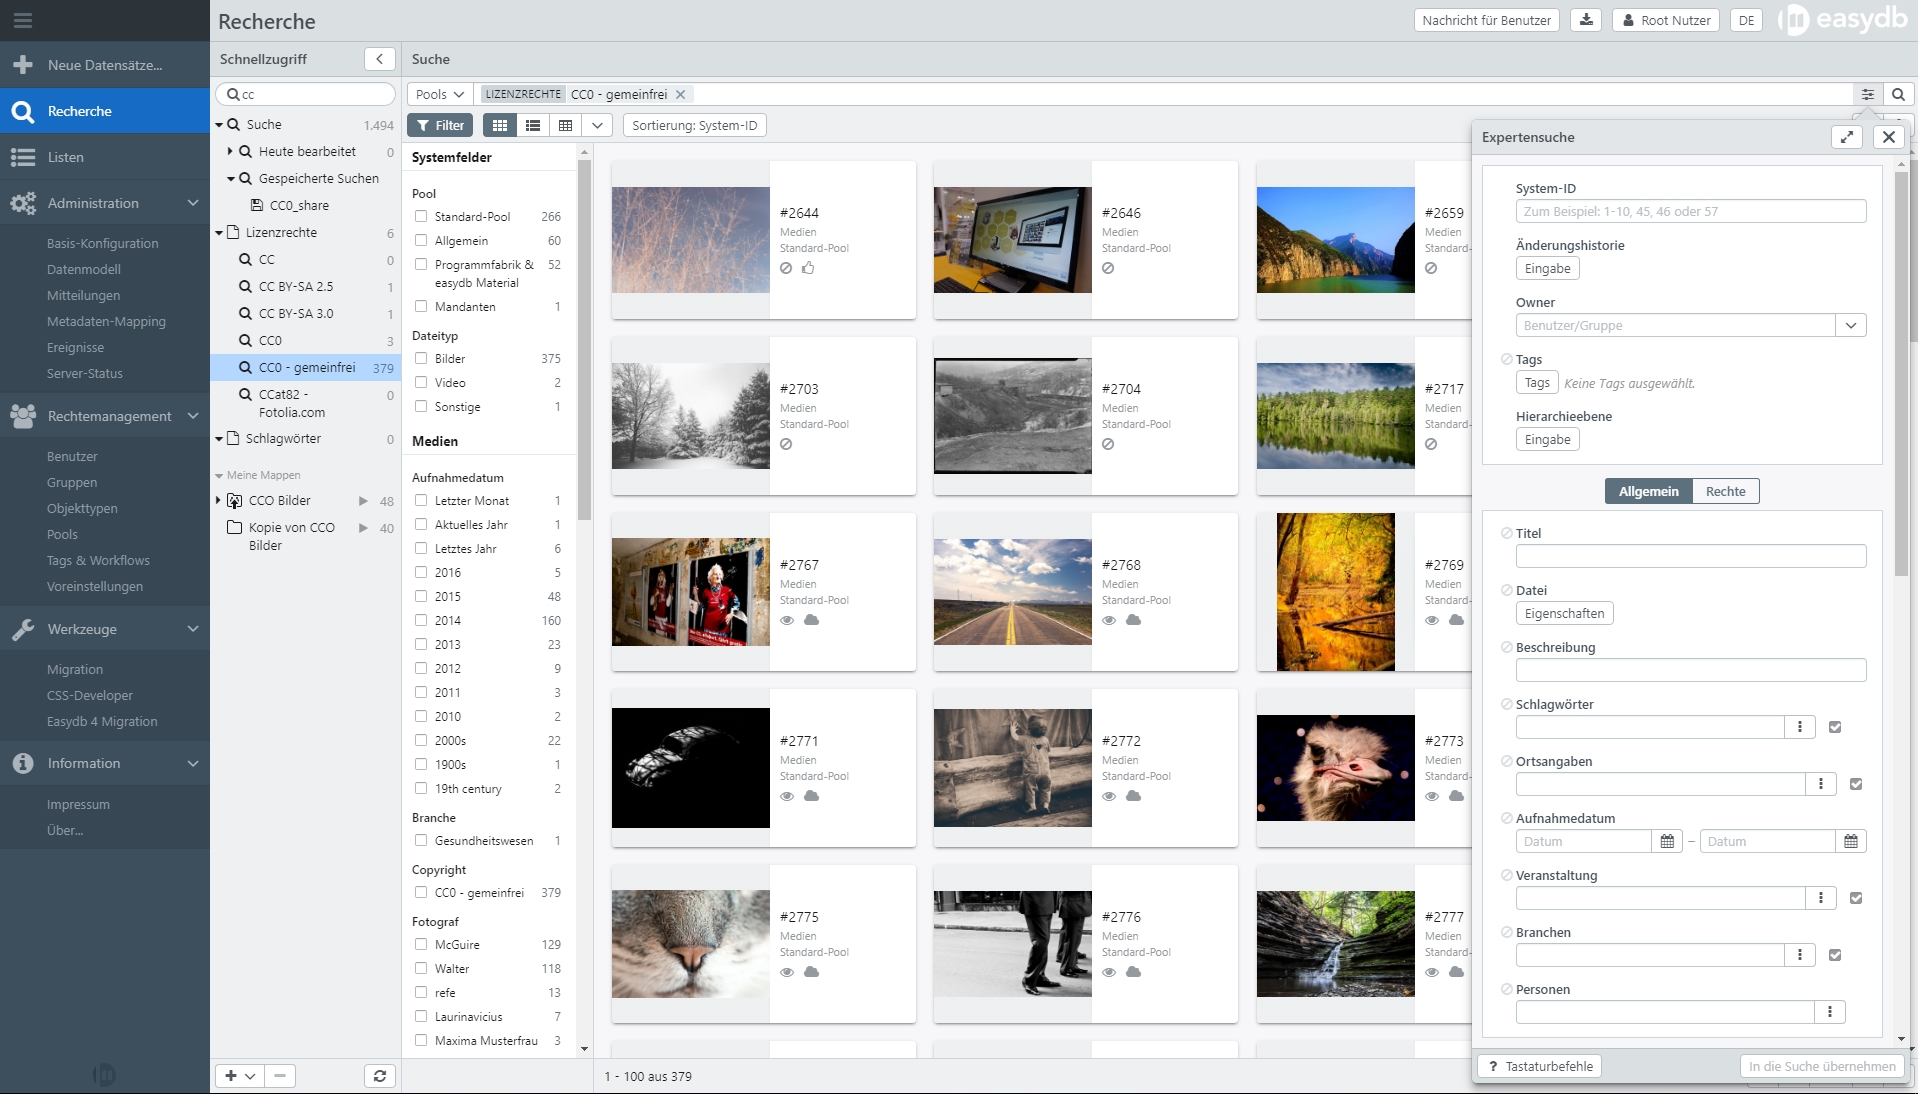 Recherche
Nachricht für Benutzer
Root Nutzer
DE
easydb
Neue Datensätze...
Recherche
Listen
Administration
Basis-Konfiguration
Datenmodell
Mitteilungen
Metadaten-Mapping
Ereignisse
Server-Status
Rechtemanagement
Benutzer
Gruppen
Objekttypen
Pools
Tags & Workflows
Voreinstellungen
Werkzeuge
Migration
CSS-Developer
Easydb 4 Migration
Information
Impressum
Über...
Schnellzugriff
cc
Suche 1.494
Heute bearbeitet 0
Gespeicherte Suchen
CC0_share
Lizenzrechte 6
CC 0
CC BY-SA 2.5 1
CC BY-SA 3.0 1
CC0 3
CC0 - gemeinfrei 379
CCat82 - 0
Fotolia.com
Schlagwörter 0
Meine Mappen
CCO Bilder 48
Kopie von CCO 40
Bilder
Suche
Pools
LIZENZRECHTE CC0 - gemeinfrei
Filter
Sortierung: System-ID
Systemfelder
Pool
Standard-Pool 266
Allgemein 60
Programmfabrik & 52
easydb Material
Mandanten 1
Dateityp
Bilder 375
Video 2
Sonstige 1
Medien
Aufnahmedatum
Letzter Monat 1
Aktuelles Jahr 1
Letztes Jahr 6
2016 5
2015 48
2014 160
2013 23
2012 9
2011 3
2010 2
2000s 22
1900s 1
19th century 2
Branche
Gesundheitswesen 1
Copyright
CC0 - gemeinfrei 379
Fotograf
McGuire 129
Walter 118
refe 13
Laurinavicius 7
Maxima Musterfrau 3
#2644
Medien
Standard-Pool
#2646
Medien
Standard-Pool
#2659
Medien
Standard-
#2703
Medien
Standard-Pool
#2704
Medien
Standard-Pool
#2717
Medien
Standard-
#2767
Medien
Standard-Pool
#2768
Medien
Standard-Pool
#2769
Medien
Standard-
#2771
Medien
Standard-Pool
#2772
Medien
Standard-Pool
#2773
Medien
Standard-
#2775
Medien
Standard-Pool
#2776
Medien
Standard-Pool
#2777
Medien
Standard-
1 - 100 aus 379
Expertensuche
System-ID
Zum Beispiel: 1-10, 45, 46 oder 57
Änderungshistorie
Eingabe
Owner
Benutzer/Gruppe
Tags
Tags Keine Tags ausgewählt.
Hierarchieebene
Eingabe
Allgemein Rechte
Titel
Datei
Eigenschaften
Beschreibung
Schlagwörter
Ortsangaben
Aufnahmedatum
Datum – Datum
Veranstaltung
Branchen
Personen
? Tastaturbefehle
In die Suche übernehmen